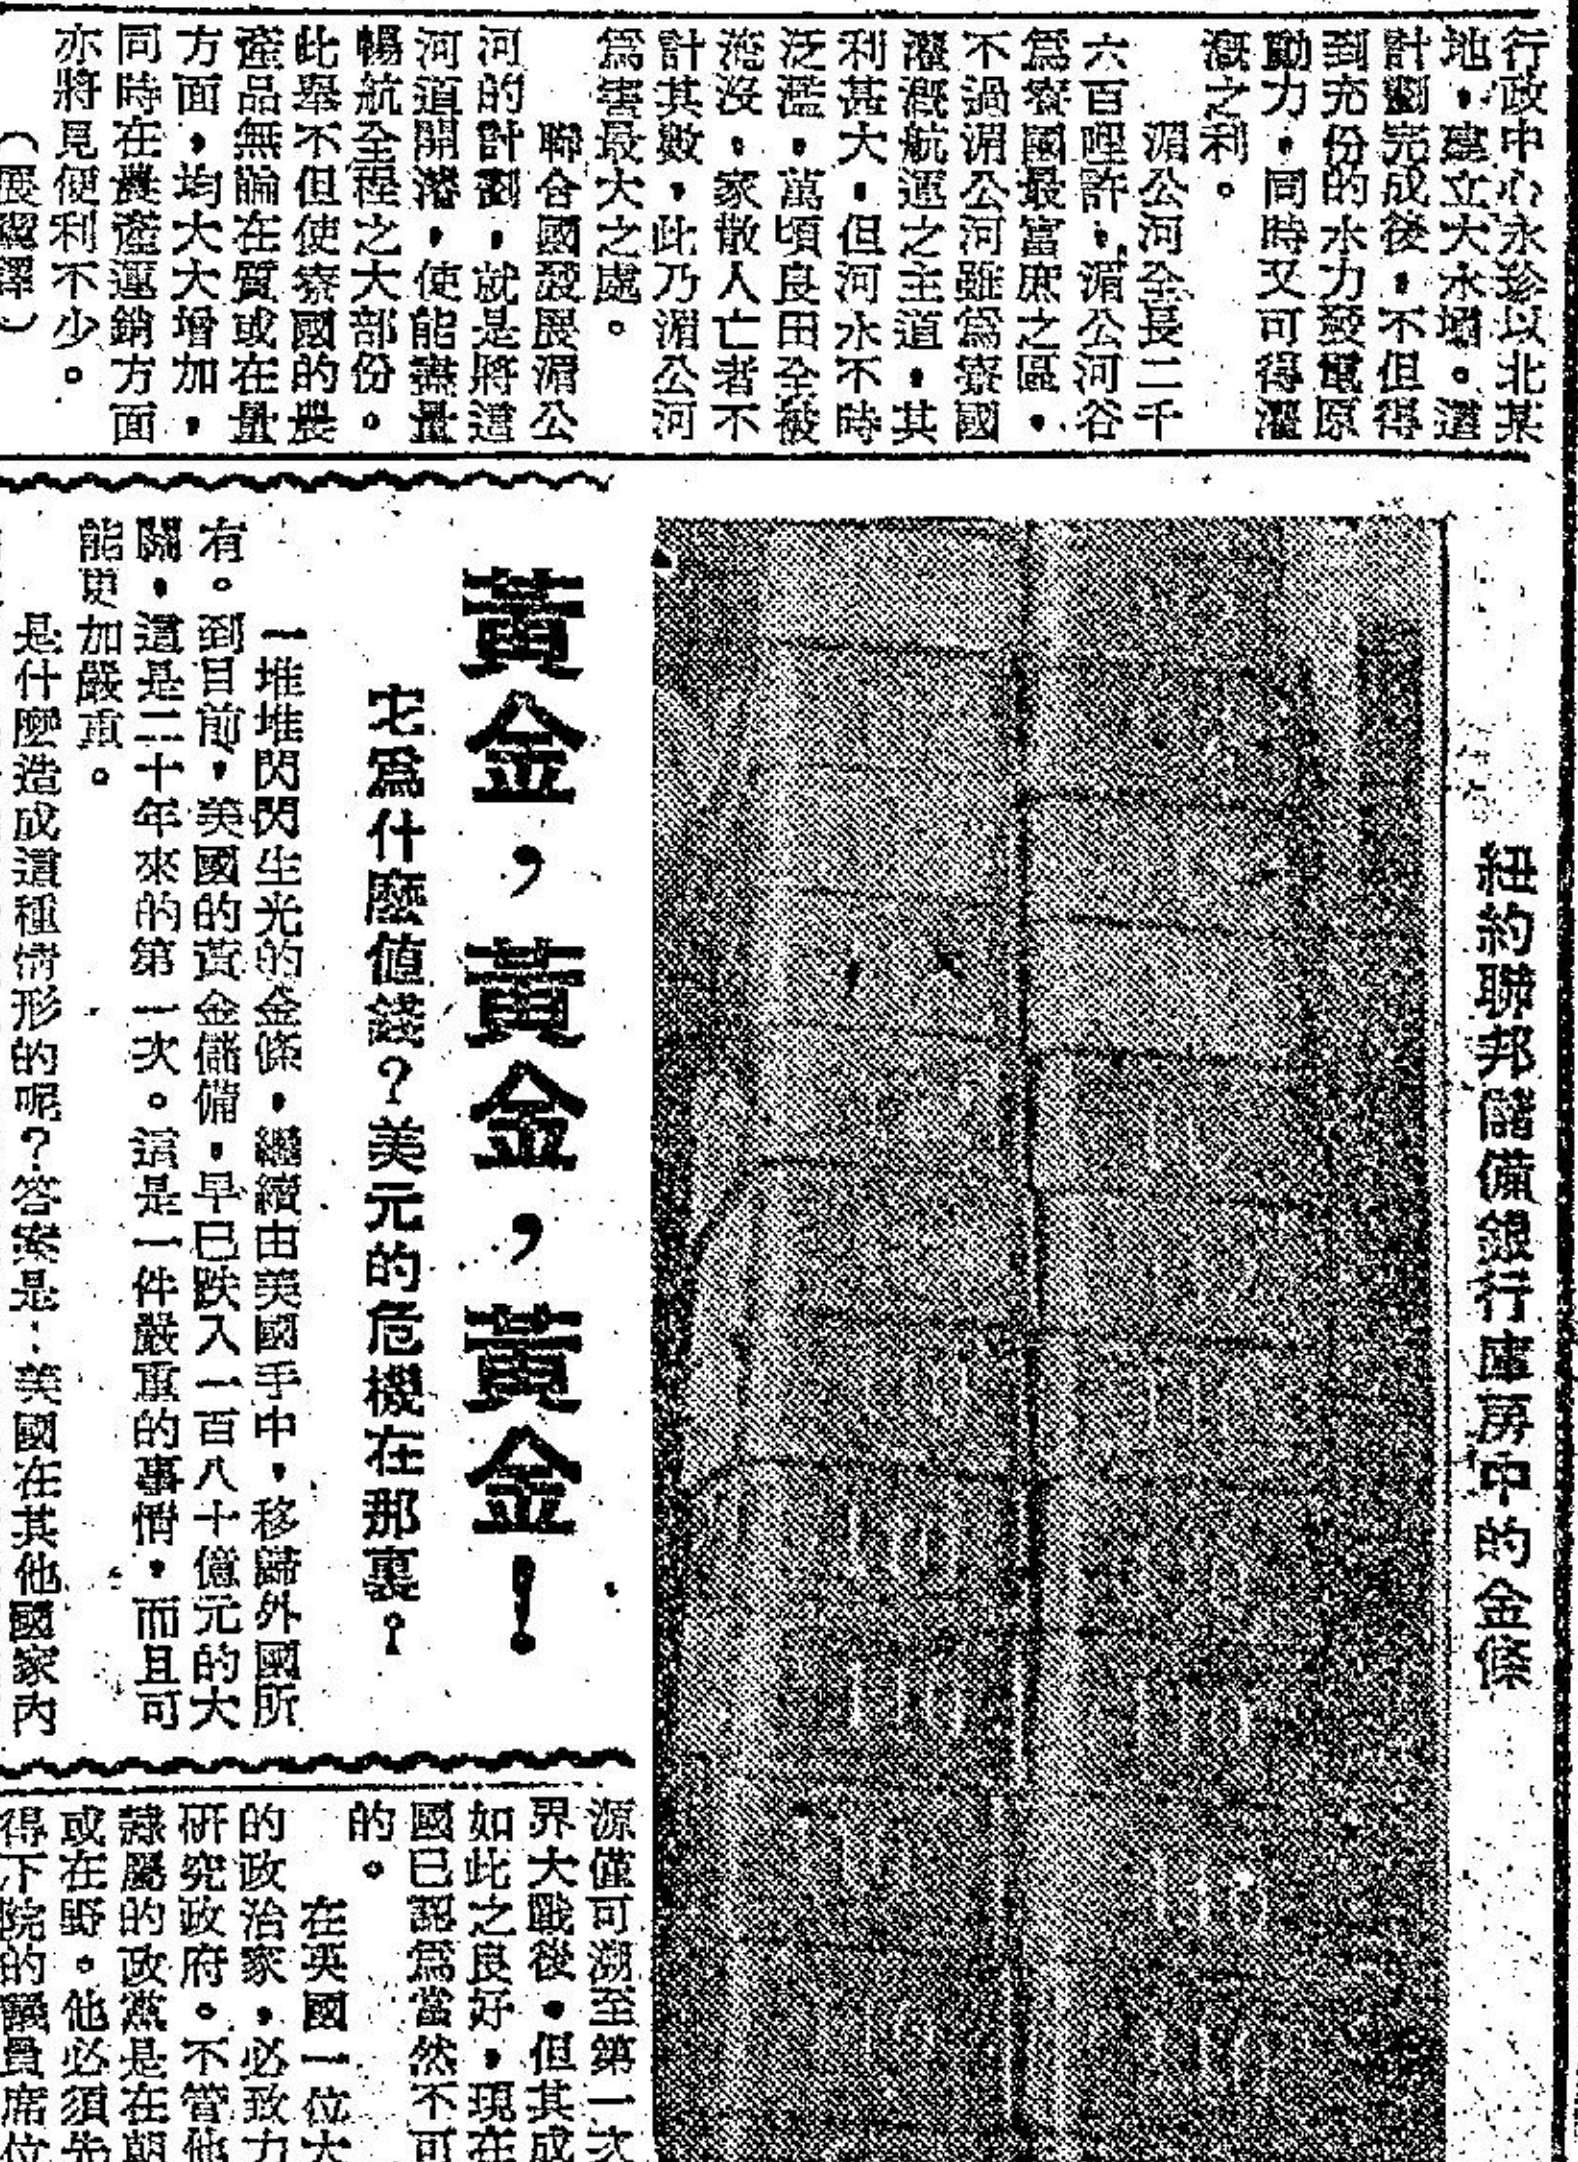 行政中心永珍以北某
地，建立大水壩。這
計劃完成後，不但得
到充份的水力發電原
動力，同時又可得灌
溉之利。
湄公河全長二千
六百哩許，湄公河谷
爲寮國最富庶之區，
不過湄公河雖爲寮國
灌溉航運之主道，其
利甚大，但河水不時
泛濫，萬頃良田全被
淹沒，家散人亡者不
計其數，此乃湄公河
爲害最大之處。
聯合國發展湄公
河的計劃，就是將這
河道開濬，使能盡量
暢航全程之大部份。
此舉不但使寮國的農
產品無論在質或在量
方面，均大大增加，
同時在農產運銷方面
亦將見便利不少。
（展翼譯）
紐約聯邦儲備銀行庫房中的金條
黃金，黃金，黃金！
它爲什麼值錢？美元的危機在那裏？
一堆堆閃閃生光的金條，繼續由美國手中，移歸外國所
有。到目前，美國的黃金儲備，早已跌入一百八十億元的大
關，這是二十年來的第一次。這是一件嚴重的事情，而且可
能更加嚴重。
是什麼造成這種情形的呢？答案是：美國在其他國家內
源僅可溯至第一次
界大戰後。但其成
如此之良好，現在
國已認爲當然不可
的。
在英國一位大
的政治家，必致力
研究政府。不管他
隸屬的政黨是在朝
或在野。他必須先
得下院的議員席位